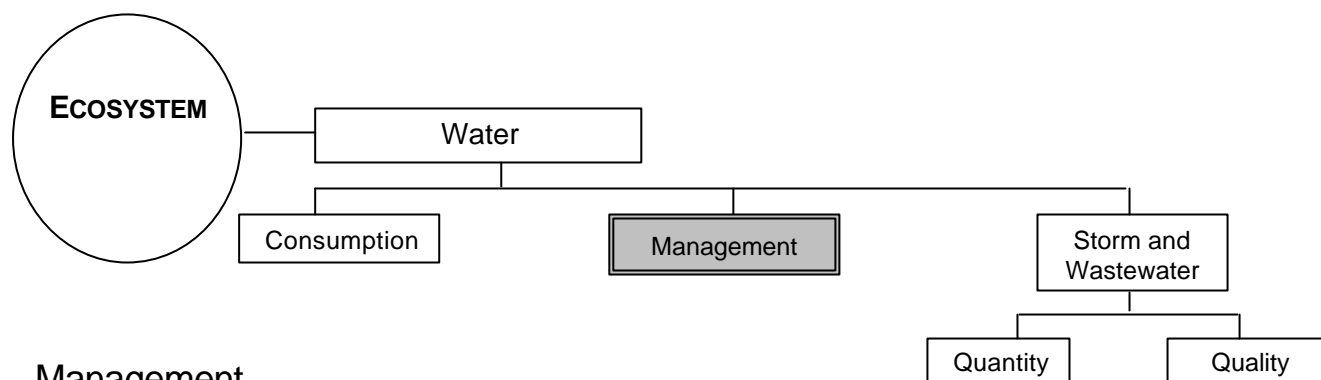 ECOSYSTEM
Water
Consumption
Management
Storm and
Wastewater
Quantity
Quality
Management